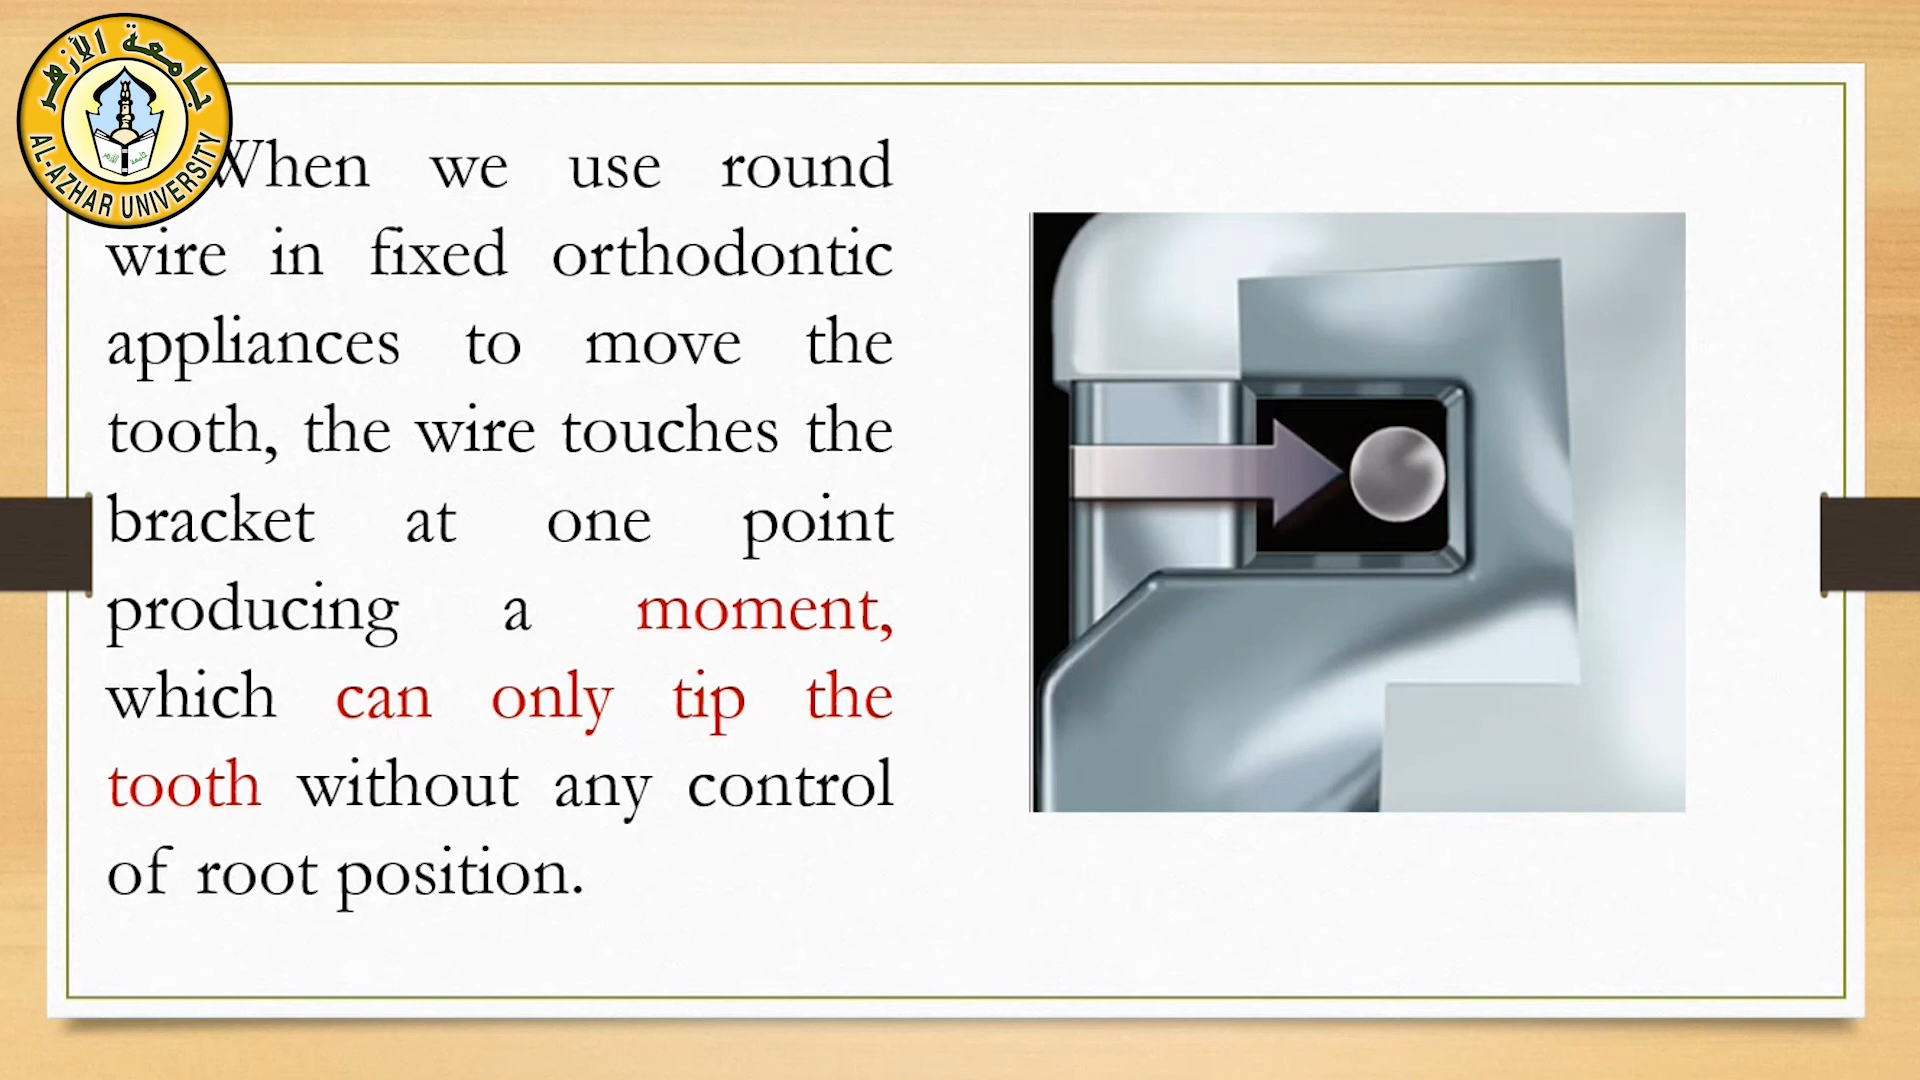 جامعة الأزهر
AL-AZHAR UNIVERSITY
When we use round
wire in fixed orthodontic
appliances to move the
tooth, the wire touches the
bracket at one point
producing a moment,
which can only tip the
tooth without any control
of root position.